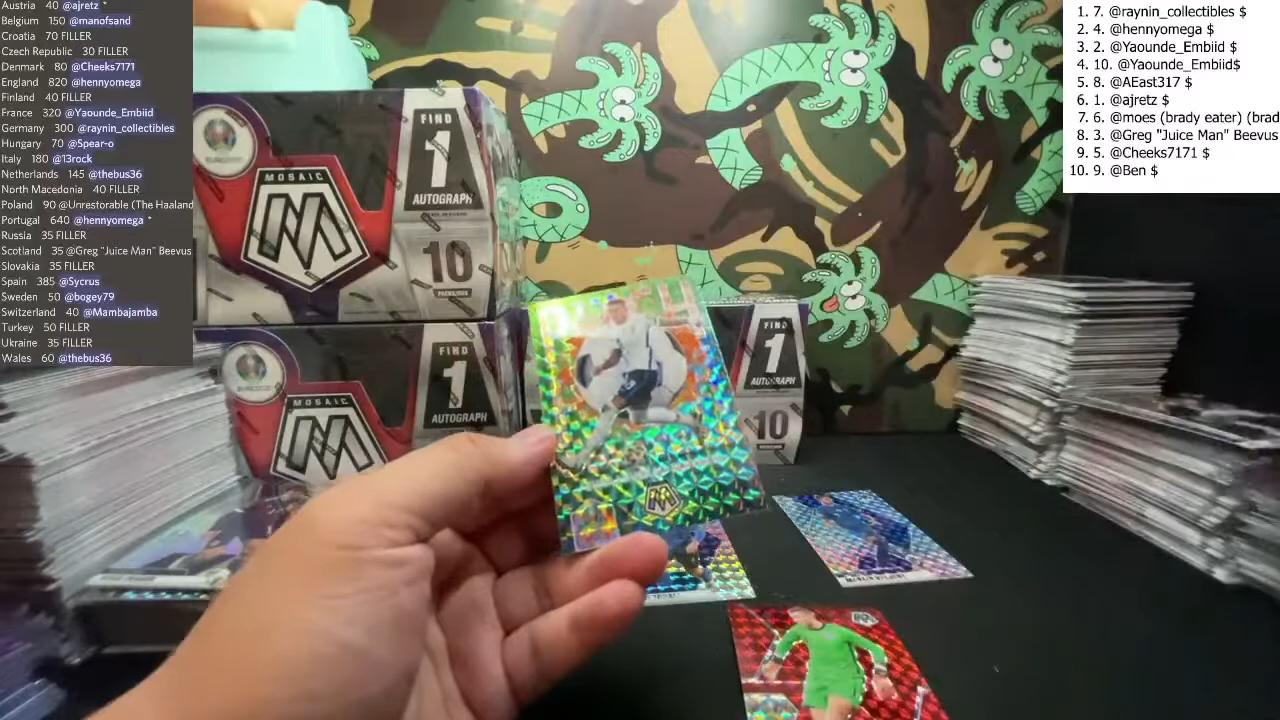 Austria 40 @ajretz *
Belgium 150 @manofsand
Croatia 70 FILLER
Czech Republic 30 FILLER
Denmark 80 @Cheeks7171
England 820 @hennyomega
Finland 40 FILLER
France 320 @Yaounde_Embiid
Germany 300 @raynin_collectibles
Hungary 70 @Spear-o
Italy 180 @13rock
Netherlands 145 @thebus36
North Macedonia 40 FILLER
Poland 90 @Unrestorable (The Haaland
Portugal 640 @hennyomega *
Russia 35 FILLER
Scotland 35 @Greg "Juice Man" Beevus
Slovakia 35 FILLER
Spain 385 @Sycrus
Sweden 50 @bogey79
Switzerland 40 @Mambajamba
Turkey 50 FILLER
Ukraine 35 FILLER
Wales 60 @thebus36
1. 7. @raynin_collectibles $
2. 4. @hennyomega $
3. 2. @Yaounde_Embiid $
4. 10. @Yaounde_Embiid$
5. 8. @AEast317 $
6. 1. @ajretz $
7. 6. @moes (brady eater) (brad
8. 3. @Greg "Juice Man" Beevus
9. 5. @Cheeks7171 $
10. 9. @Ben $
MOSAIC
FIND
1
AUTOGRAPH
10
MOSAIC
FIND
1
AUTOGRAPH
FIND
1
AUTOGRAPH
10